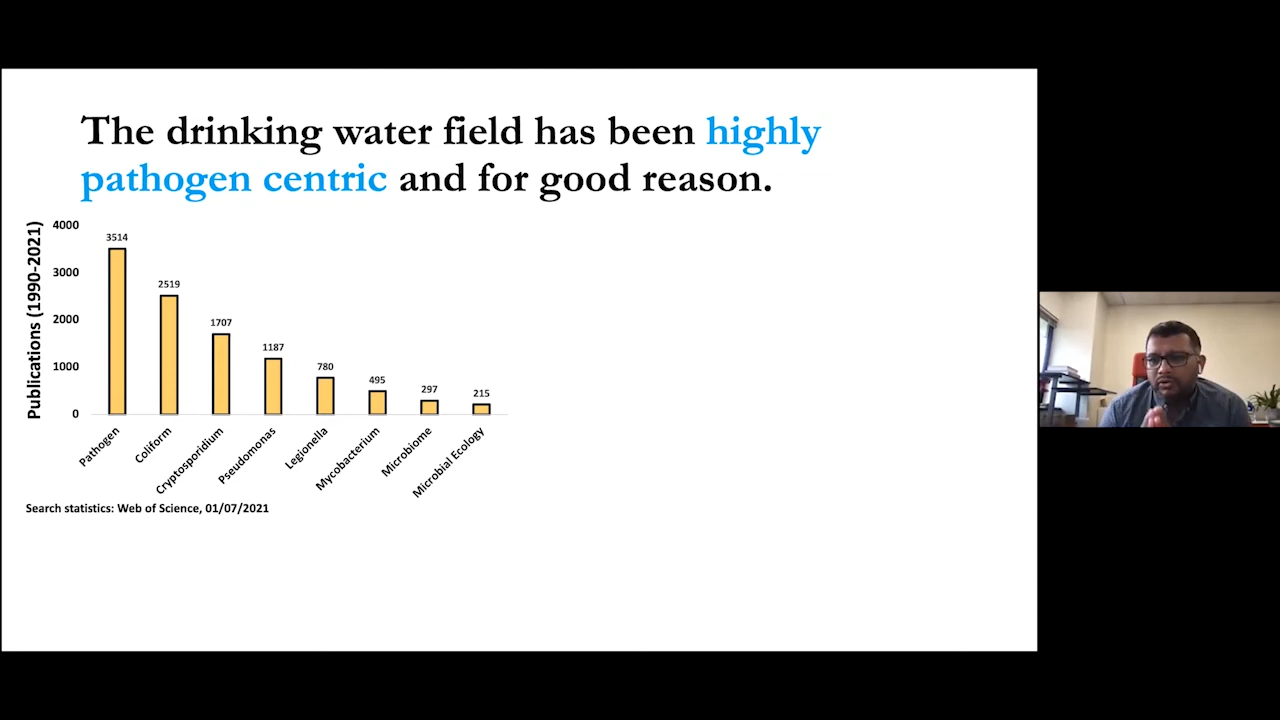 The drinking water field has been highly
pathogen centric and for good reason.
Publications (1990-2021)
4000
3000
2000
1000
0
3514
2519
1707
1187
780
495
297
215
Pathogen
Coliform
Cryptosporidium
Pseudomonas
Legionella
Mycobacterium
Microbiome
Microbial Ecology
Search statistics: Web of Science, 01/07/2021